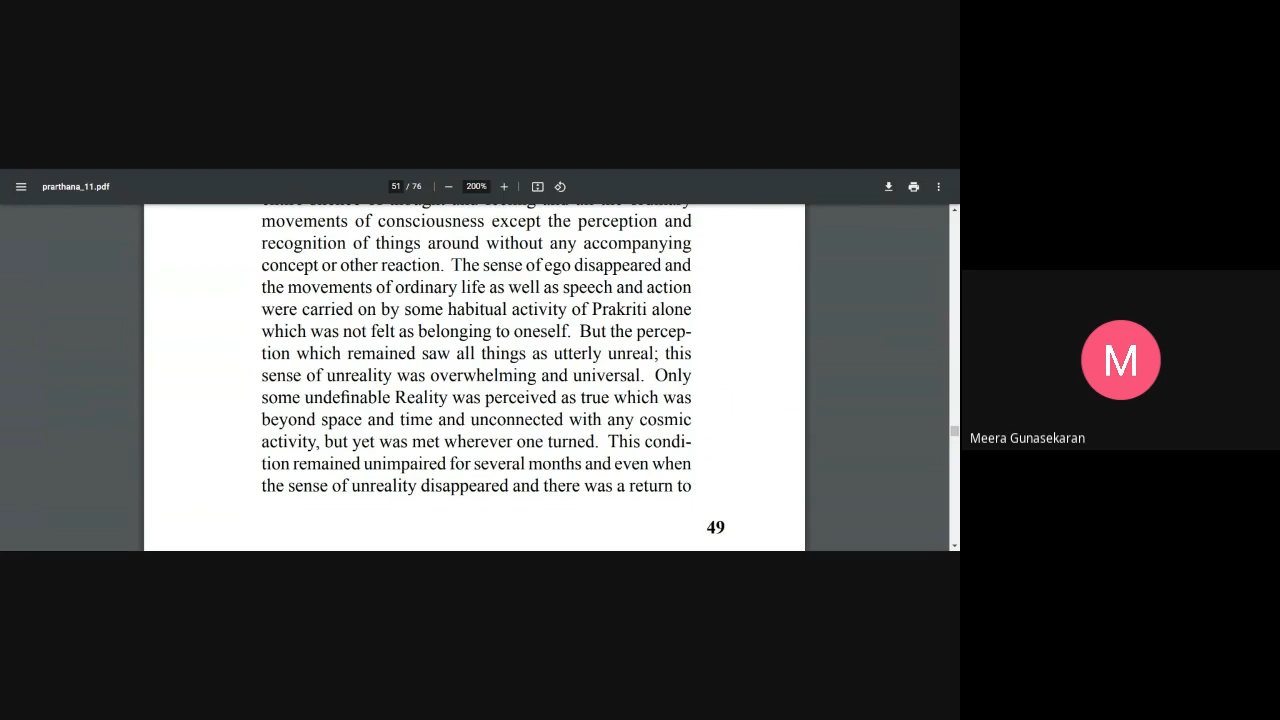 prarthana_11.pdf
51 / 76
200%
movements of consciousness except the perception and
recognition of things around without any accompanying
concept or other reaction. The sense of ego disappeared and
the movements of ordinary life as well as speech and action
were carried on by some habitual activity of Prakriti alone
which was not felt as belonging to oneself. But the percep-
tion which remained saw all things as utterly unreal; this
sense of unreality was overwhelming and universal. Only
some undefinable Reality was perceived as true which was
beyond space and time and unconnected with any cosmic
activity, but yet was met wherever one turned. This condi-
tion remained unimpaired for several months and even when
the sense of unreality disappeared and there was a return to
49
M
Meera Gunasekaran